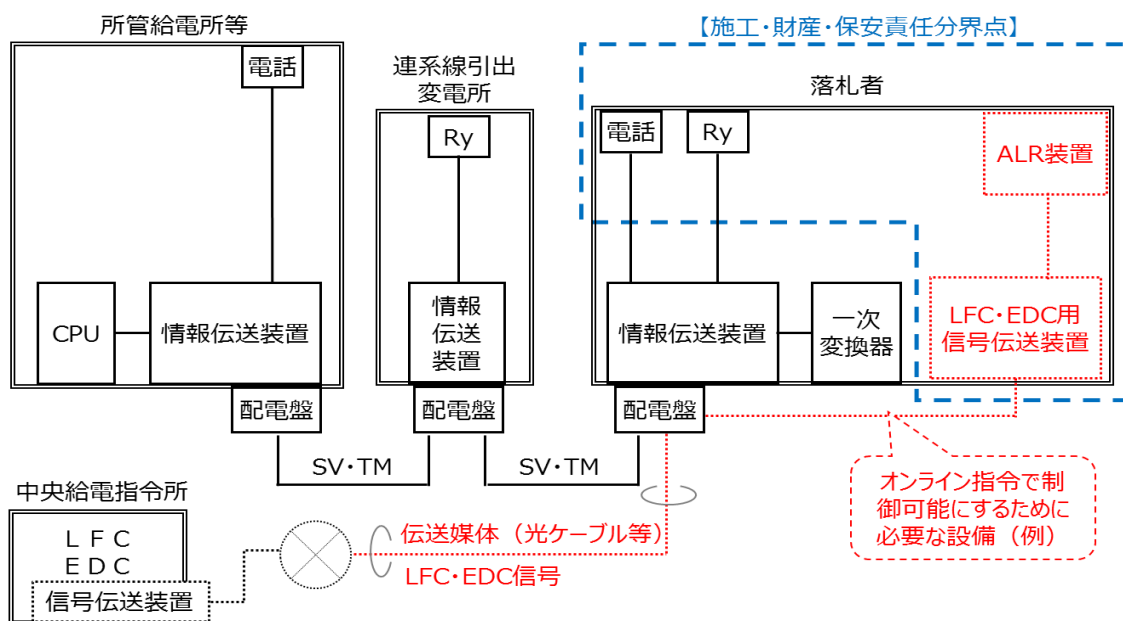 所管給電所等
電話
CPU
情報伝送装置
配電盤
連系線引出
変電所
Ry
情報
伝送
装置
配電盤
【施工・財産・保安責任分界点】
落札者
電話
Ry
ALR装置
情報伝送装置
一次
変換器
LFC・EDC用
信号伝送装置
配電盤
SV・TM
SV・TM
オンライン指令で制
御可能にするために
必要な設備（例）
中央給電指令所
ＬＦＣ
ＥＤＣ
信号伝送装置
伝送媒体（光ケーブル等）
LFC・EDC信号